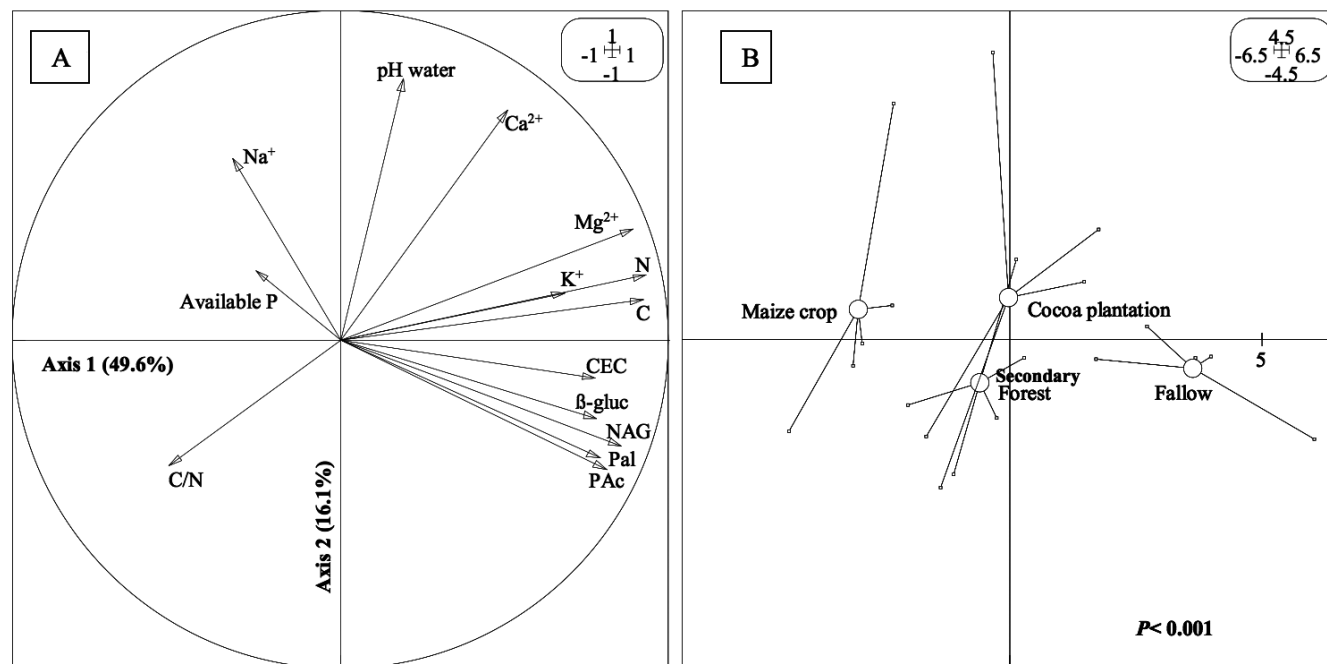 A
1
-1 1
-1
pH water
Ca²⁺
Na⁺
Mg²⁺
N
K⁺
C
Available P
Axis 1 (49.6%)
CEC
ß-gluc
NAG
Pal
PAc
C/N
Axis 2 (16.1%)
B
4.5
-6.5 6.5
-4.5
Maize crop
Cocoa plantation
5
Secondary
Forest
Fallow
P< 0.001